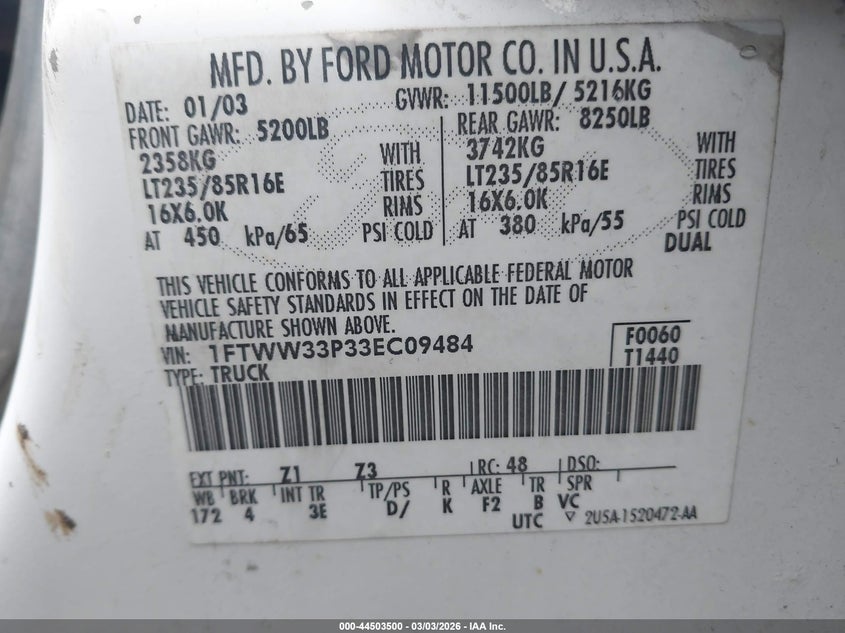 MFD. BY FORD MOTOR CO. IN U.S.A.
DATE: 01/03 GVWR: 11500LB/ 5216KG
FRONT GAWR: 5200LB REAR GAWR: 8250LB
2358KG WITH 3742KG WITH
LT235/85R16E TIRES LT235/85R16E TIRES
16X6.0K RIMS 16X6.0K RIMS
AT 450 kPa/65 PSI COLD AT 380 kPa/55 PSI COLD
DUAL
THIS VEHICLE CONFORMS TO ALL APPLICABLE FEDERAL MOTOR
VEHICLE SAFETY STANDARDS IN EFFECT ON THE DATE OF
MANUFACTURE SHOWN ABOVE.
VIN: 1FTWW33P33EC09484 F0060
TYPE: TRUCK T1440
EXT PNT: Z1 Z3 RC: 48 DSO:
WB BRK INT TR TP/PS R AXLE TR SPR
172 4 3E D/ K F2 B VC
UTC ▽ 2U5A-1520472-AA
000-44503500 | 03/03/2026 - IAA Inc.